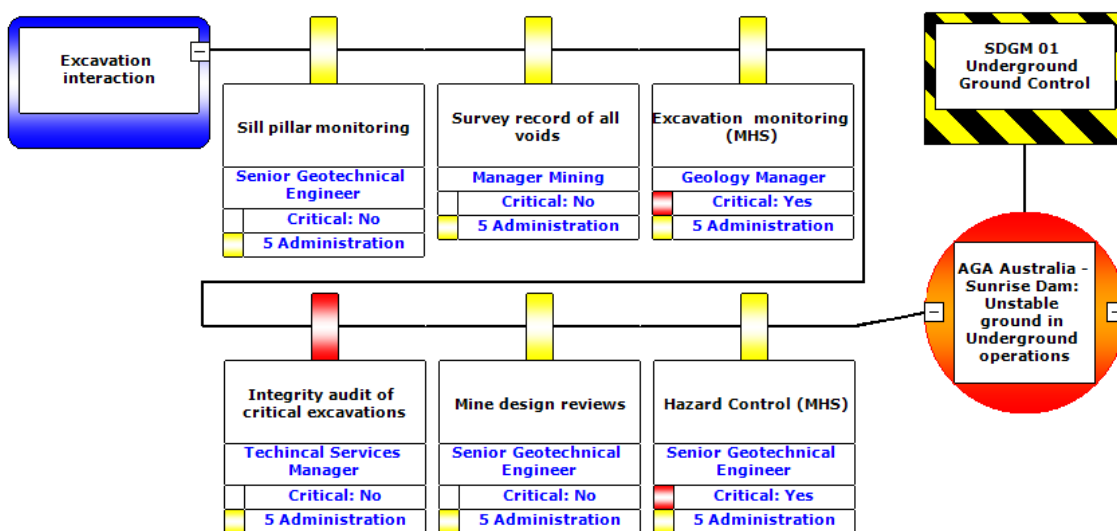 Excavation
interaction
SDGM 01
Underground
Ground Control
Sill pillar monitoring
Senior Geotechnical
Engineer
Critical: No
5 Administration
Survey record of all
voids
Manager Mining
Critical: No
5 Administration
Excavation monitoring
(MHS)
Geology Manager
Critical: Yes
5 Administration
AGA Australia -
Sunrise Dam:
Unstable
ground in
Underground
operations
Integrity audit of
critical excavations
Techincal Services
Manager
Critical: No
5 Administration
Mine design reviews
Senior Geotechnical
Engineer
Critical: No
5 Administration
Hazard Control (MHS)
Senior Geotechnical
Engineer
Critical: Yes
5 Administration